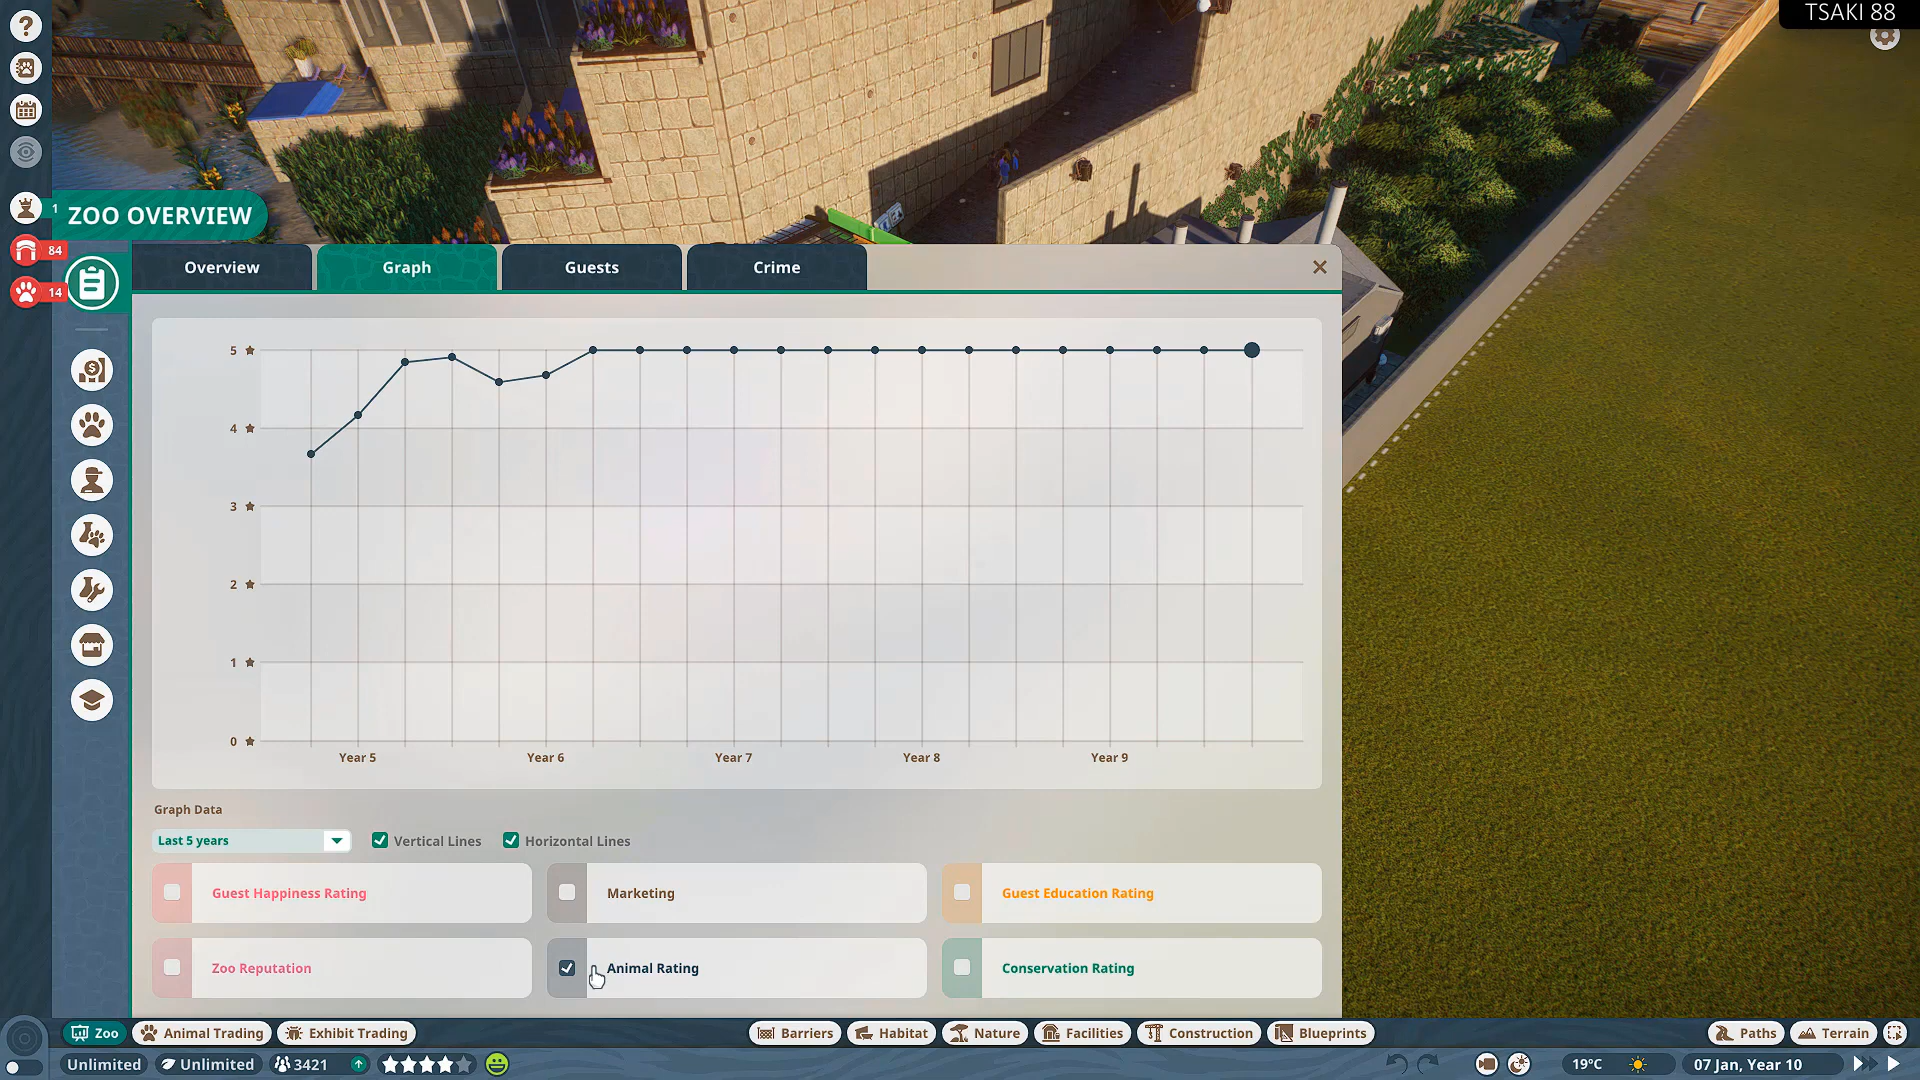 TSAKI 88
1
ZOO OVERVIEW
84
14
Overview
Graph
Guests
Crime
5
4
3
2
1
0
Year 5
Year 6
Year 7
Year 8
Year 9
Graph Data
Last 5 years
Vertical Lines
Horizontal Lines
Guest Happiness Rating
Marketing
Guest Education Rating
Zoo Reputation
Animal Rating
Conservation Rating
Zoo
Animal Trading
Exhibit Trading
Barriers
Habitat
Nature
Facilities
Construction
Blueprints
Paths
Terrain
Unlimited
Unlimited
3421
19°C
07 Jan, Year 10